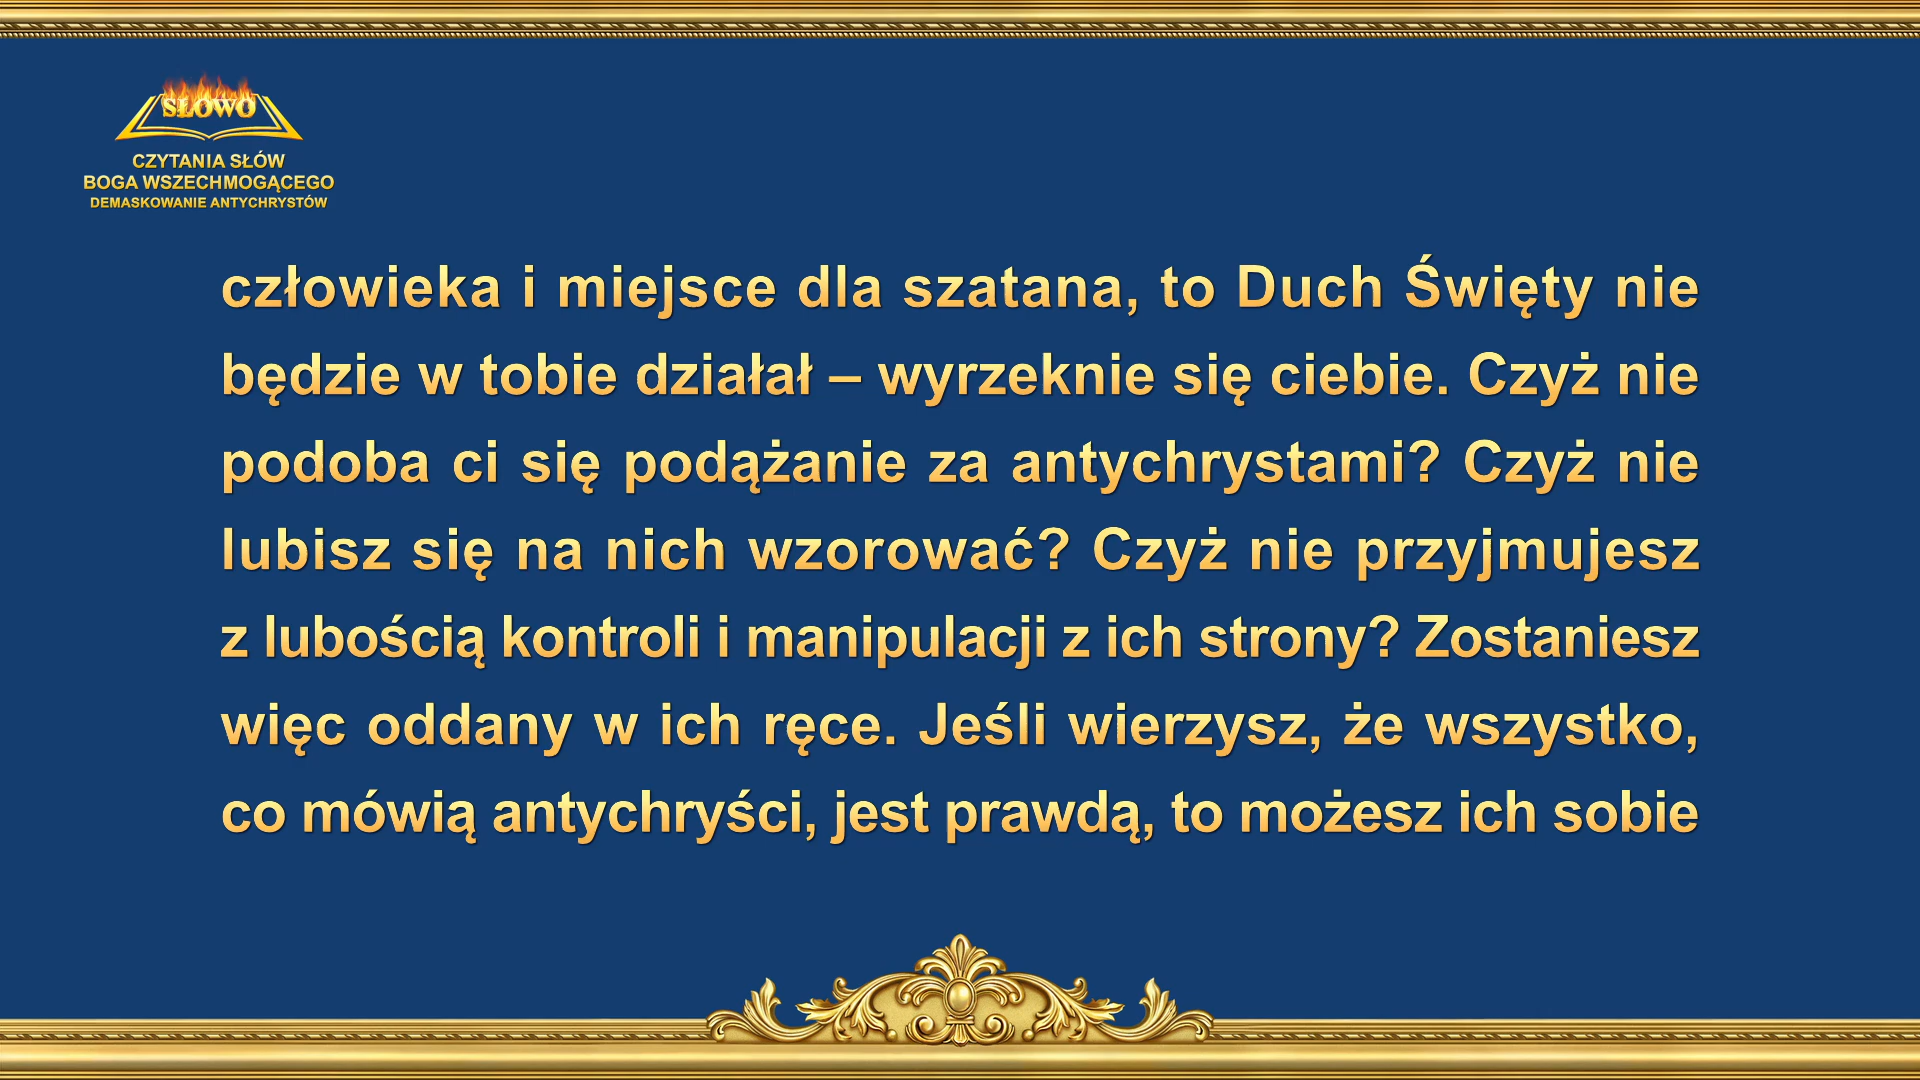 SŁOWO
CZYTANIA SŁÓW
BOGA WSZECHMOGĄCEGO
DEMASKOWANIE ANTYCHRYSTÓW
człowieka i miejsce dla szatana, to Duch Święty nie
będzie w tobie działał – wyrzeknie się ciebie. Czyż nie
podoba ci się podążanie za antychrystami? Czyż nie
lubisz się na nich wzorować? Czyż nie przyjmujesz
z lubością kontroli i manipulacji z ich strony? Zostaniesz
więc oddany w ich ręce. Jeśli wierzysz, że wszystko,
co mówią antychryści, jest prawdą, to możesz ich sobie